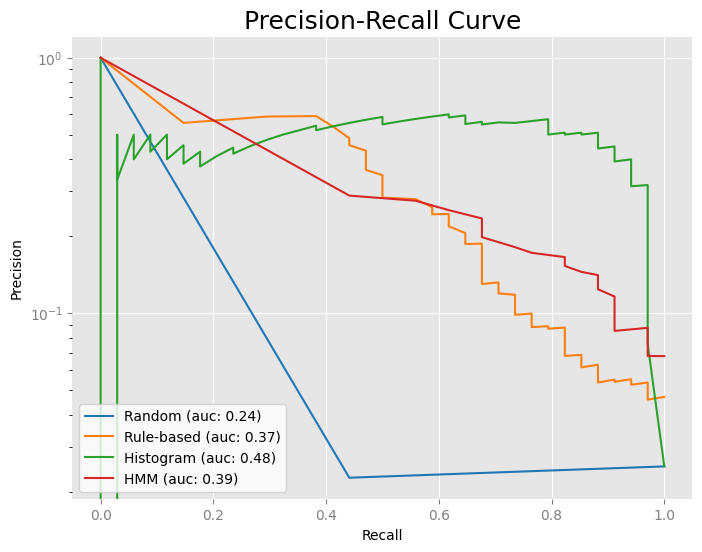 Precision-Recall Curve
Precision
10⁰
10⁻¹
Random (auc: 0.24)
Rule-based (auc: 0.37)
Histogram (auc: 0.48)
HMM (auc: 0.39)
0.0 0.2 0.4 0.6 0.8 1.0
Recall